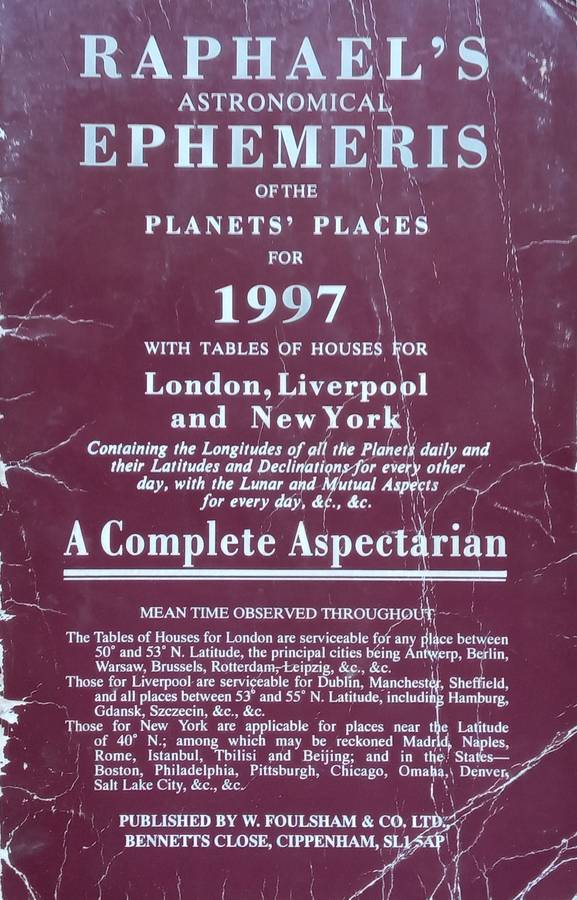 RAPHAEL'S
ASTRONOMICAL
EPHEMERIS
OF THE
PLANETS' PLACES
FOR
1997
WITH TABLES OF HOUSES FOR
London, Liverpool
and New York
Containing the Longitudes of all the Planets daily and
their Latitudes and Declinations for every other
day, with the Lunar and Mutual Aspects
for every day, &c., &c.
A Complete Aspectarian
MEAN TIME OBSERVED THROUGHOUT
The Tables of Houses for London are serviceable for any place between
50° and 53° N. Latitude, the principal cities being Antwerp, Berlin,
Warsaw, Brussels, Rotterdam, Leipzig, &c., &c.
Those for Liverpool are serviceable for Dublin, Manchester, Sheffield,
and all places between 53° and 55° N. Latitude, including Hamburg,
Gdansk, Szczecin, &c., &c.
Those for New York are applicable for places near the Latitude
of 40° N.; among which may be reckoned Madrid, Naples,
Rome, Istanbul, Tbilisi and Beijing; and in the States—
Boston, Philadelphia, Pittsburgh, Chicago, Omaha, Denver,
Salt Lake City, &c., &c.
PUBLISHED BY W. FOULSHAM & CO. LTD.,
BENNETTS CLOSE, CIPPENHAM, SL1 5AP